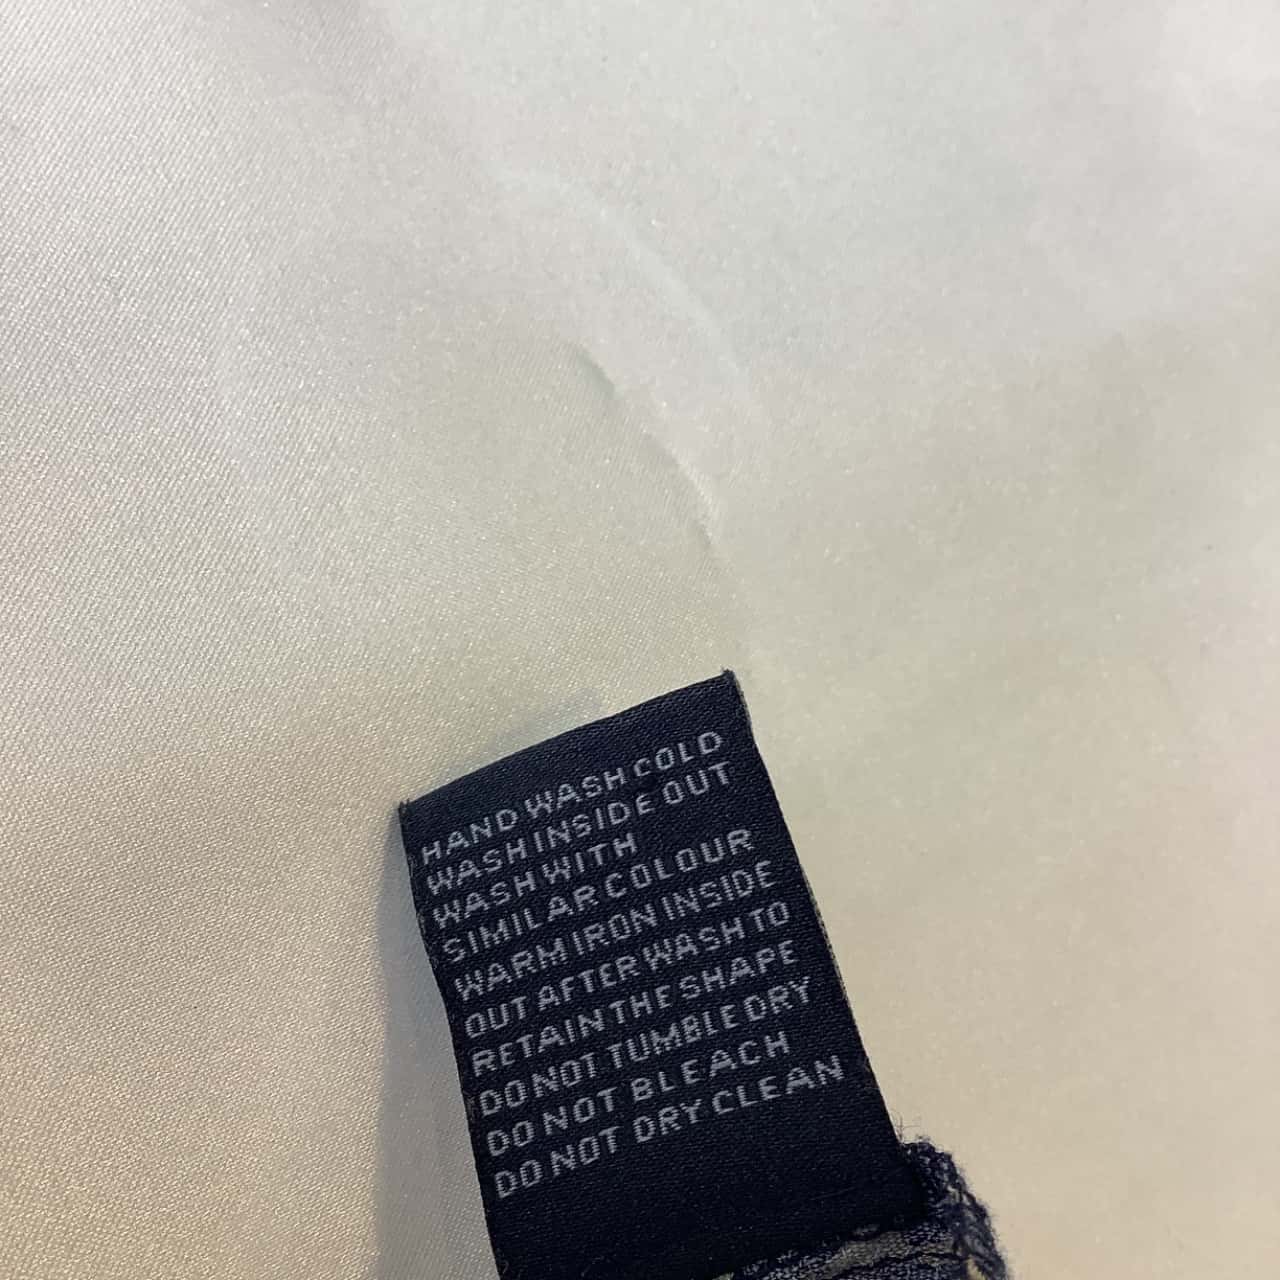 HAND WASH COLD
WASH INSIDE OUT
WASH WITH
SIMILAR COLOUR
WARM IRON INSIDE
OUT AFTER WASH TO
RETAIN THE SHAPE
DO NOT TUMBLE DRY
DO NOT BLEACH
DO NOT DRY CLEAN